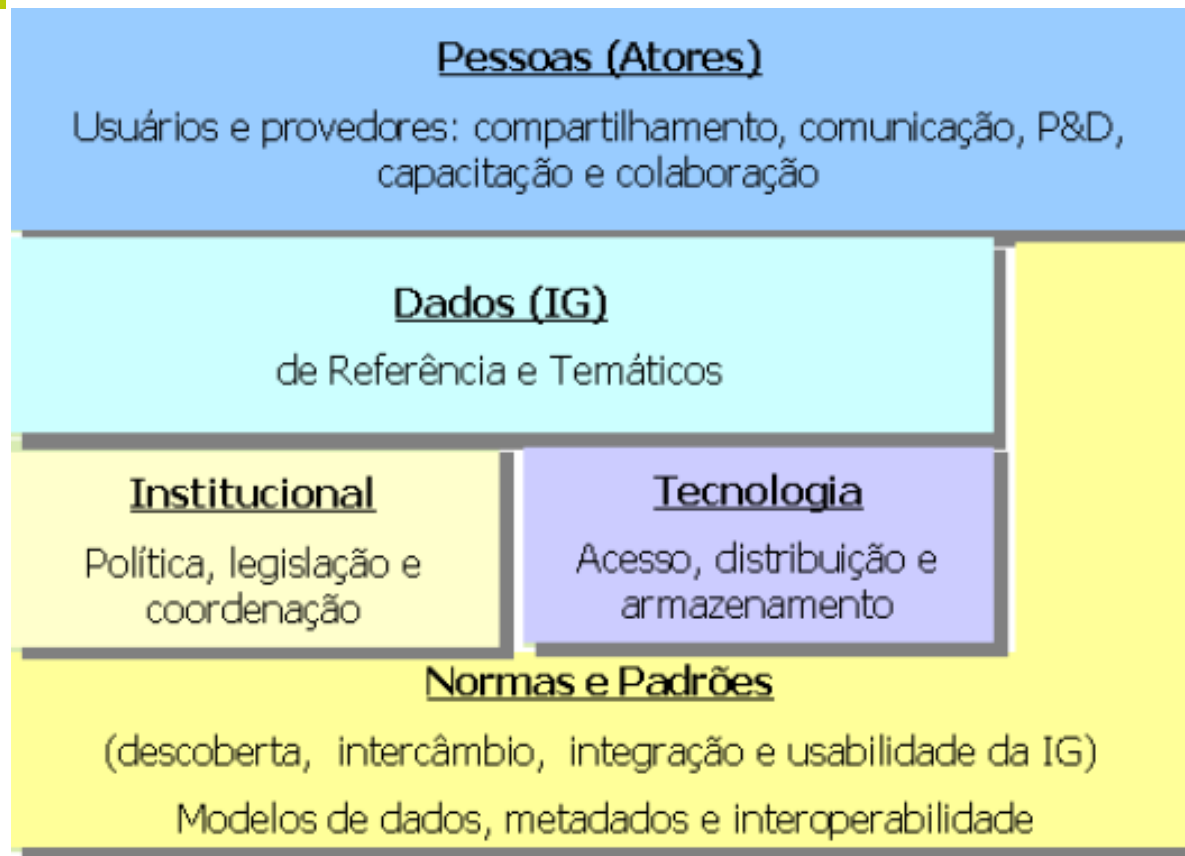 Pessoas (Atores)
Usuários e provedores: compartilhamento, comunicação, P&D,
capacitação e colaboração
Dados (IG)
de Referência e Temáticos
Institucional
Política, legislação e
coordenação
Tecnologia
Acesso, distribuição e
armazenamento
Normas e Padrões
(descoberta, intercâmbio, integração e usabilidade da IG)
Modelos de dados, metadados e interoperabilidade